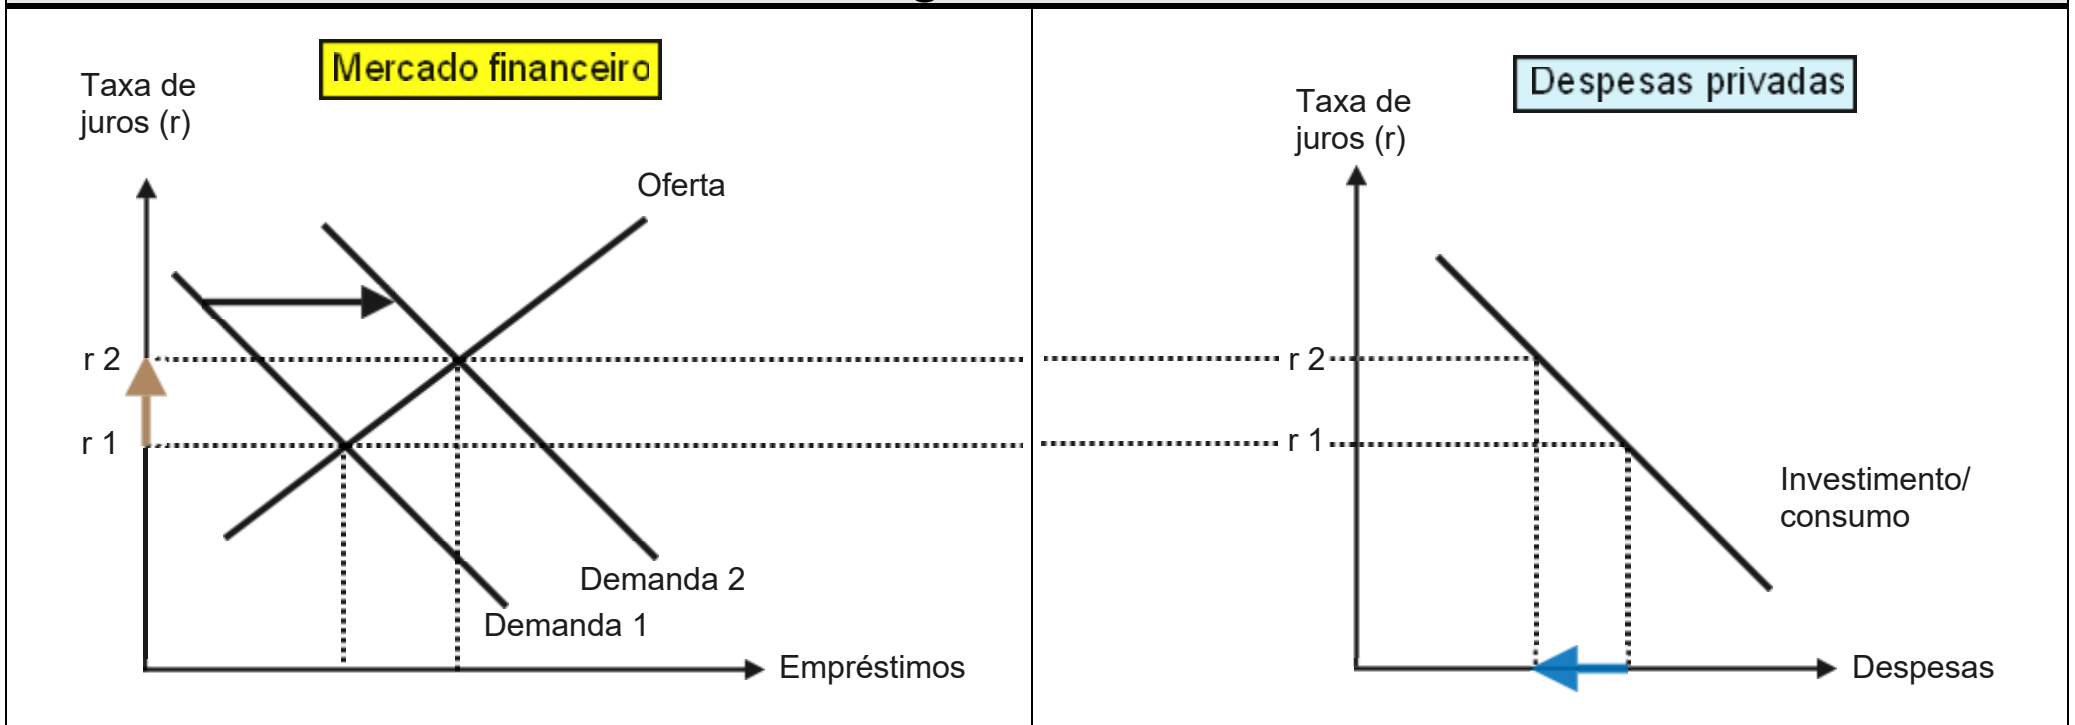 Mercado financeiro
Taxa de
juros (r)
Oferta
r 2
r 1
Demanda 2
Demanda 1
Empréstimos
Despesas privadas
Taxa de
juros (r)
r 2
r 1
Investimento/
consumo
Despesas